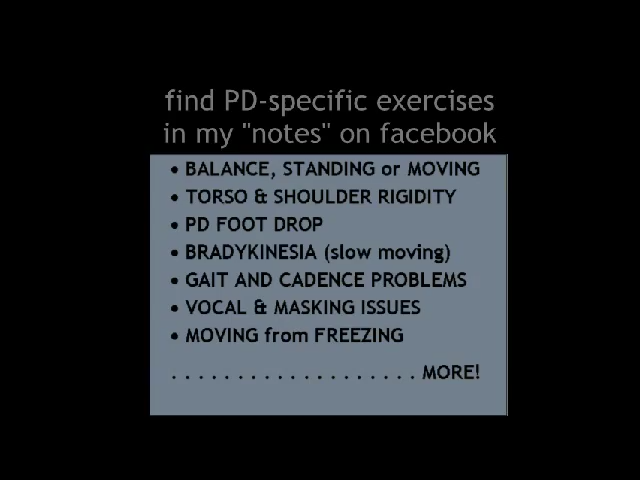 find PD-specific exercises
in my "notes" on facebook
• BALANCE, STANDING or MOVING
• TORSO & SHOULDER RIGIDITY
• PD FOOT DROP
• BRADYKINESIA (slow moving)
• GAIT AND CADENCE PROBLEMS
• VOCAL & MASKING ISSUES
• MOVING from FREEZING
. . . . . . . . . . . . . . . . . . . MORE!